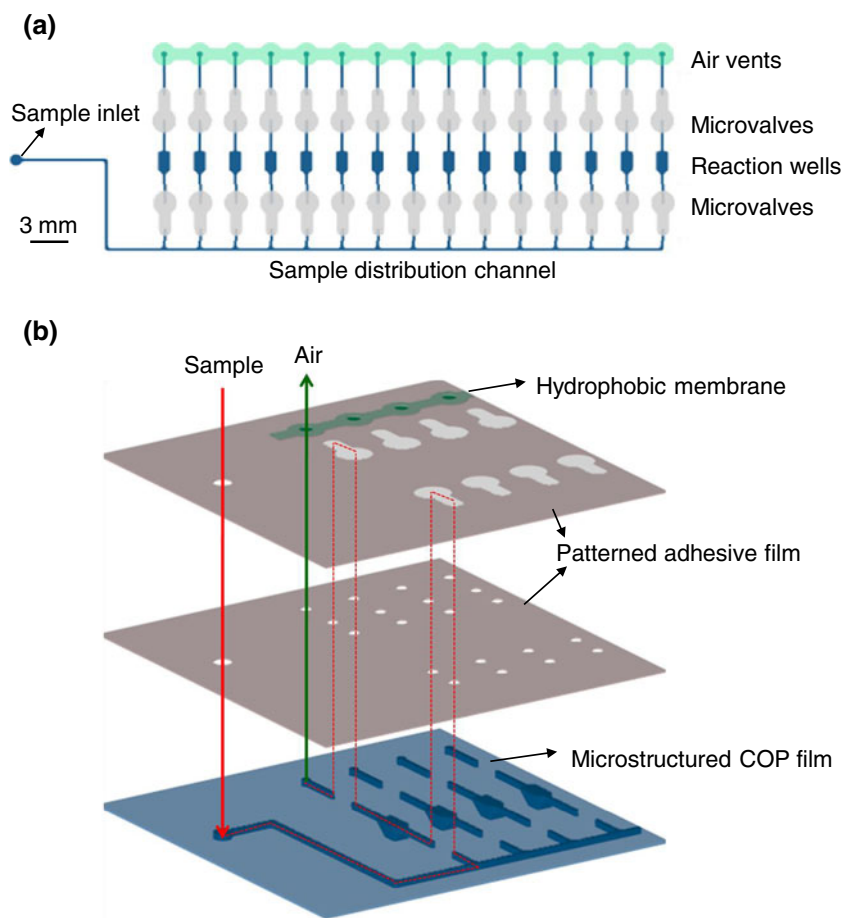 (a)
Air vents
Sample inlet
Microvalves
Reaction wells
Microvalves
3 mm
Sample distribution channel
(b)
Sample
Air
Hydrophobic membrane
Patterned adhesive film
Microstructured COP film